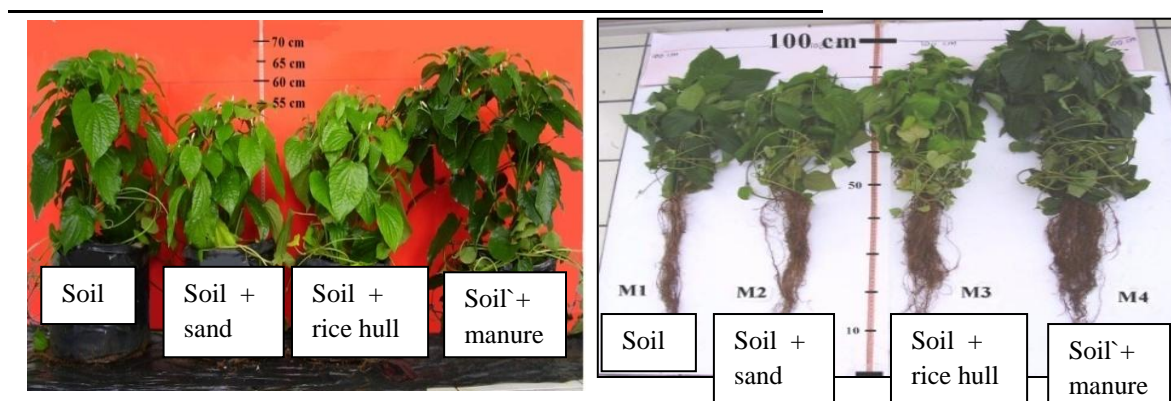 70 cm
65 cm
60 cm
55 cm
Soil
Soil +
sand
Soil +
rice hull
Soil`+
manure
100 cm
50
M1
M2
M3
M4
10
Soil
Soil +
sand
Soil +
rice hull
Soil`+
manure